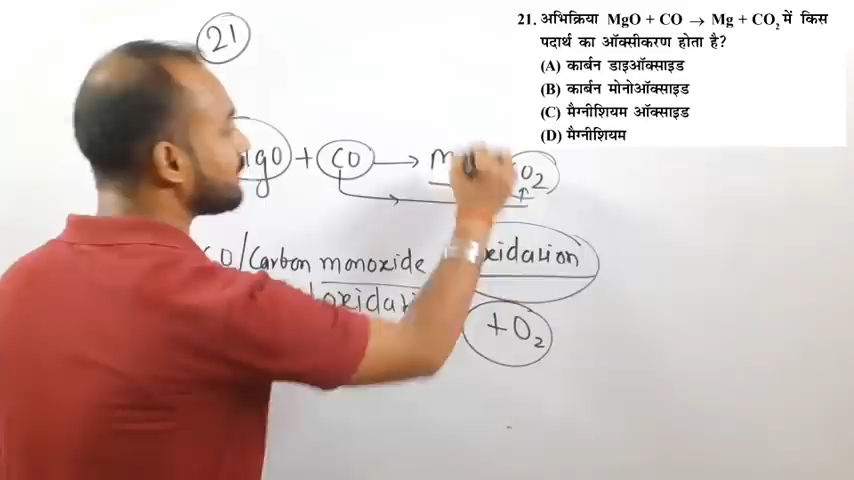 21
21. अभिक्रिया MgO + CO → Mg + CO₂ में किस
पदार्थ का ऑक्सीकरण होता है?
(A) कार्बन डाइऑक्साइड
(B) कार्बन मोनोऑक्साइड
(C) मैग्नीशियम ऑक्साइड
(D) मैग्नीशियम
+ CO →
O₂
/Carbon monoxide
+O₂